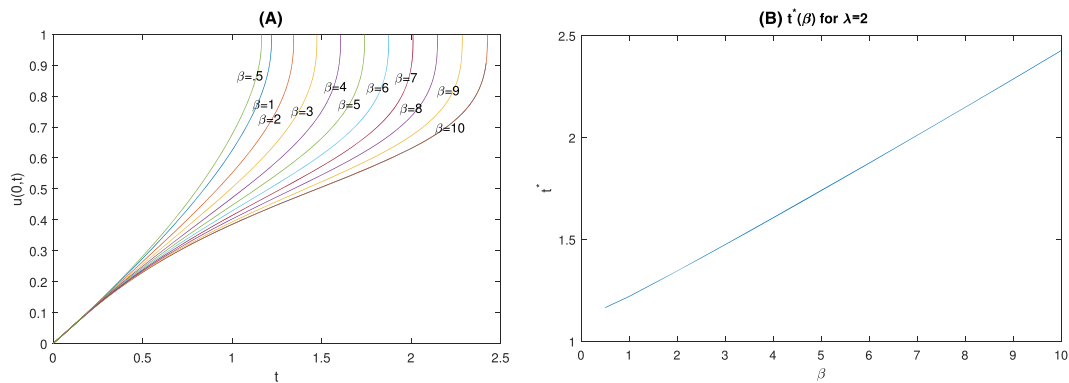 (A)
1
0.9
0.8
0.7
0.6
0.5
0.4
0.3
0.2
0.1
0
u(0,t)
β=.5
β=1
β=2
β=3
β=4
β=5
β=6
β=7
β=8
β=9
β=10
0 0.5 1 1.5 2 2.5
t
(B) t*(β) for λ=2
2.5
2
1.5
1
t*
0 1 2 3 4 5 6 7 8 9 10
β